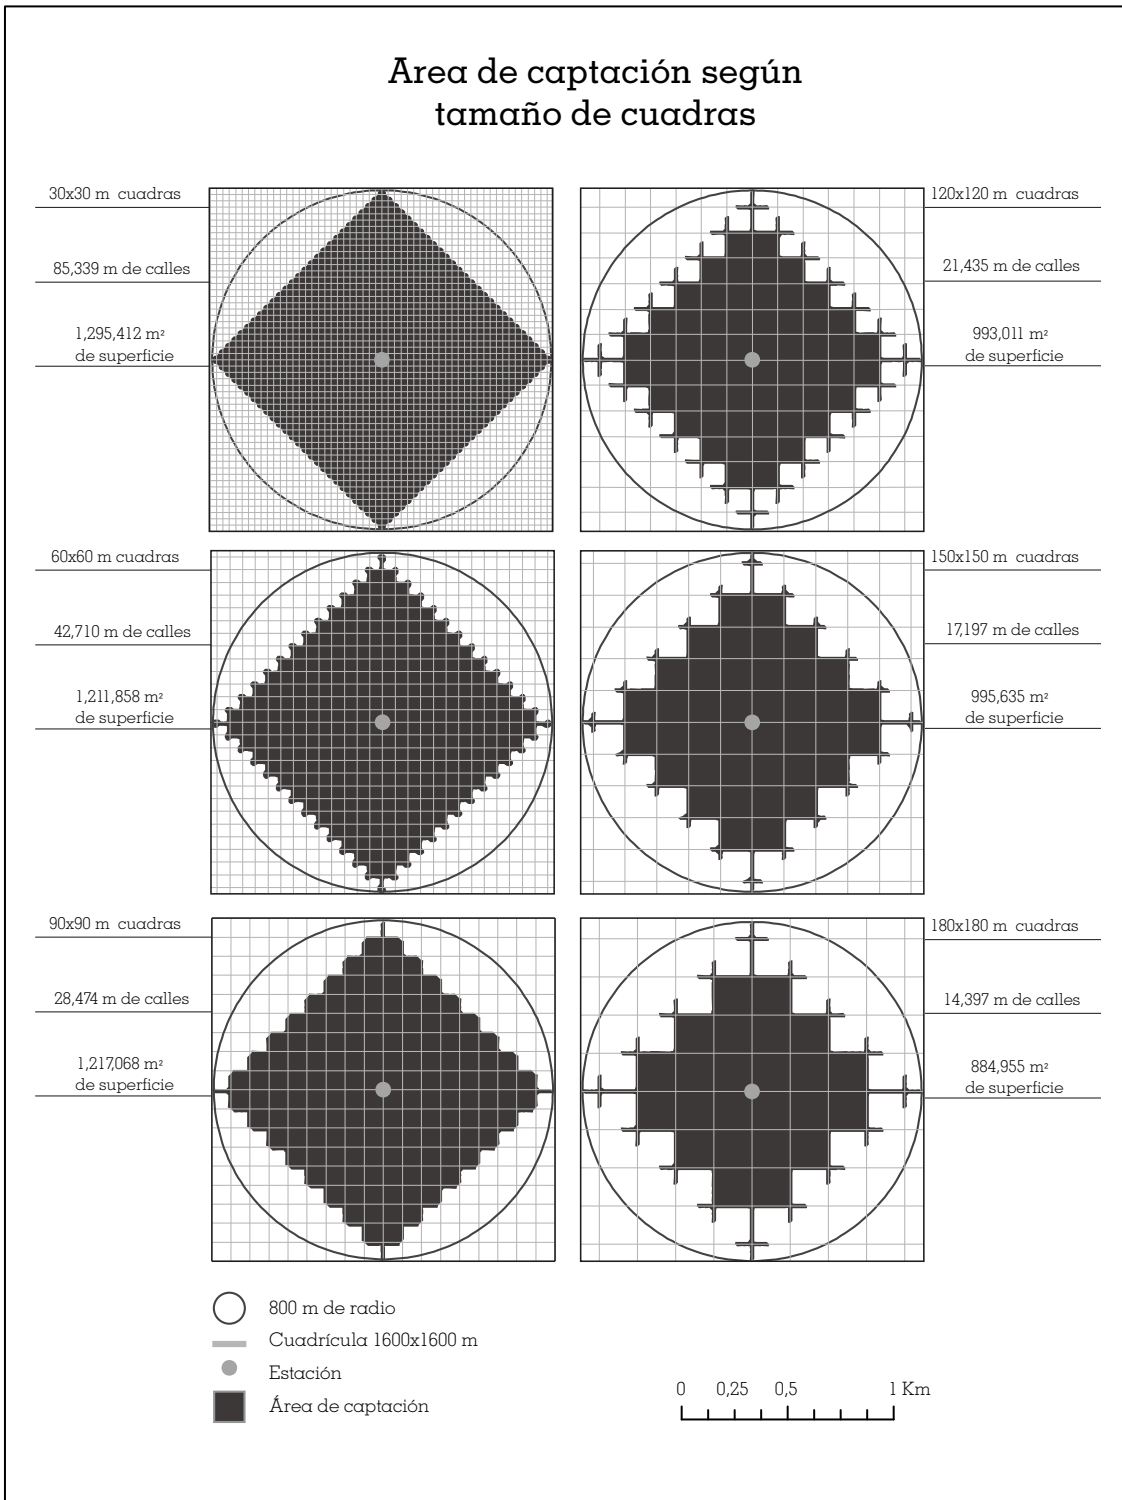 Area de captación según
tamaño de cuadras
30x30 m cuadras
85,339 m de calles
1,295,412 m²
de superficie
120x120 m cuadras
21,435 m de calles
993,011 m²
de superficie
60x60 m cuadras
42,710 m de calles
1,211,858 m²
de superficie
150x150 m cuadras
17,197 m de calles
995,635 m²
de superficie
90x90 m cuadras
28,474 m de calles
1,217,068 m²
de superficie
180x180 m cuadras
14,397 m de calles
884,955 m²
de superficie
800 m de radio
Cuadrícula 1600x1600 m
Estación
Área de captación
0 0,25 0,5 1 Km